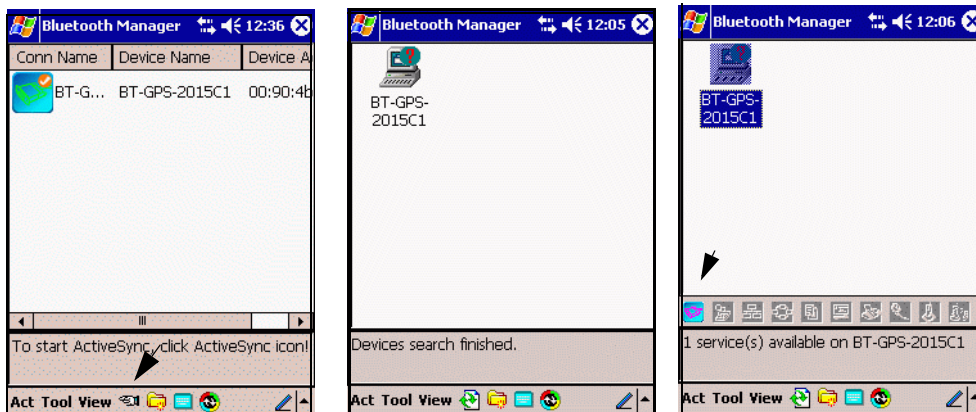 Bluetooth Manager 12:36
Conn Name Device Name Device A
BT-G... BT-GPS-2015C1 00:90:4b
To start ActiveSync, click ActiveSync icon!
Act Tool View
Bluetooth Manager 12:05
BT-GPS-
2015C1
Devices search finished.
Act Tool View
Bluetooth Manager 12:06
BT-GPS-
2015C1
1 service(s) available on BT-GPS-2015C1
Act Tool View